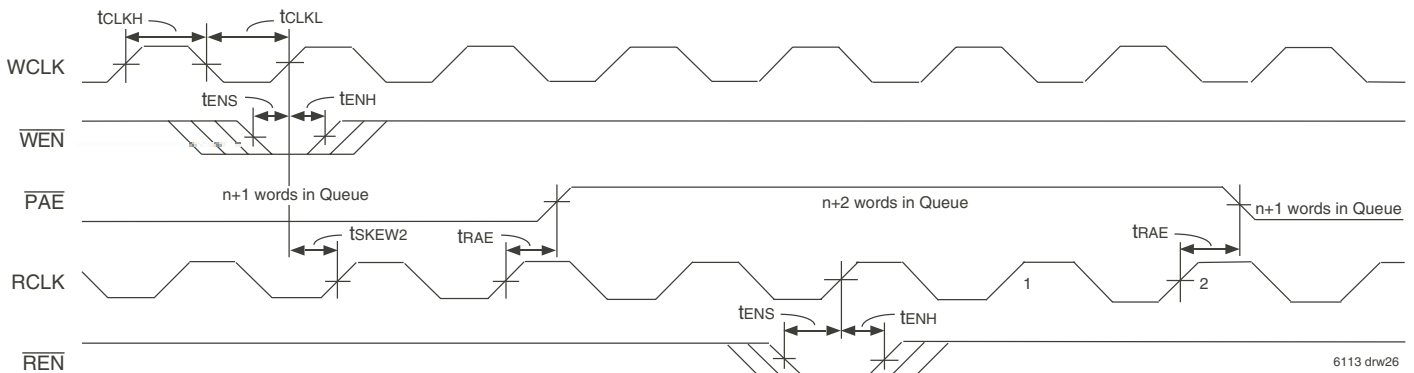 tCLKH tCLKL
WCLK
tENS tENH
WEN
n+1 words in Queue n+2 words in Queue n+1 words in Queue
PAE
tSKEW2 tRAE tRAE
RCLK 1 2
tENS tENH
REN
6113 drw26